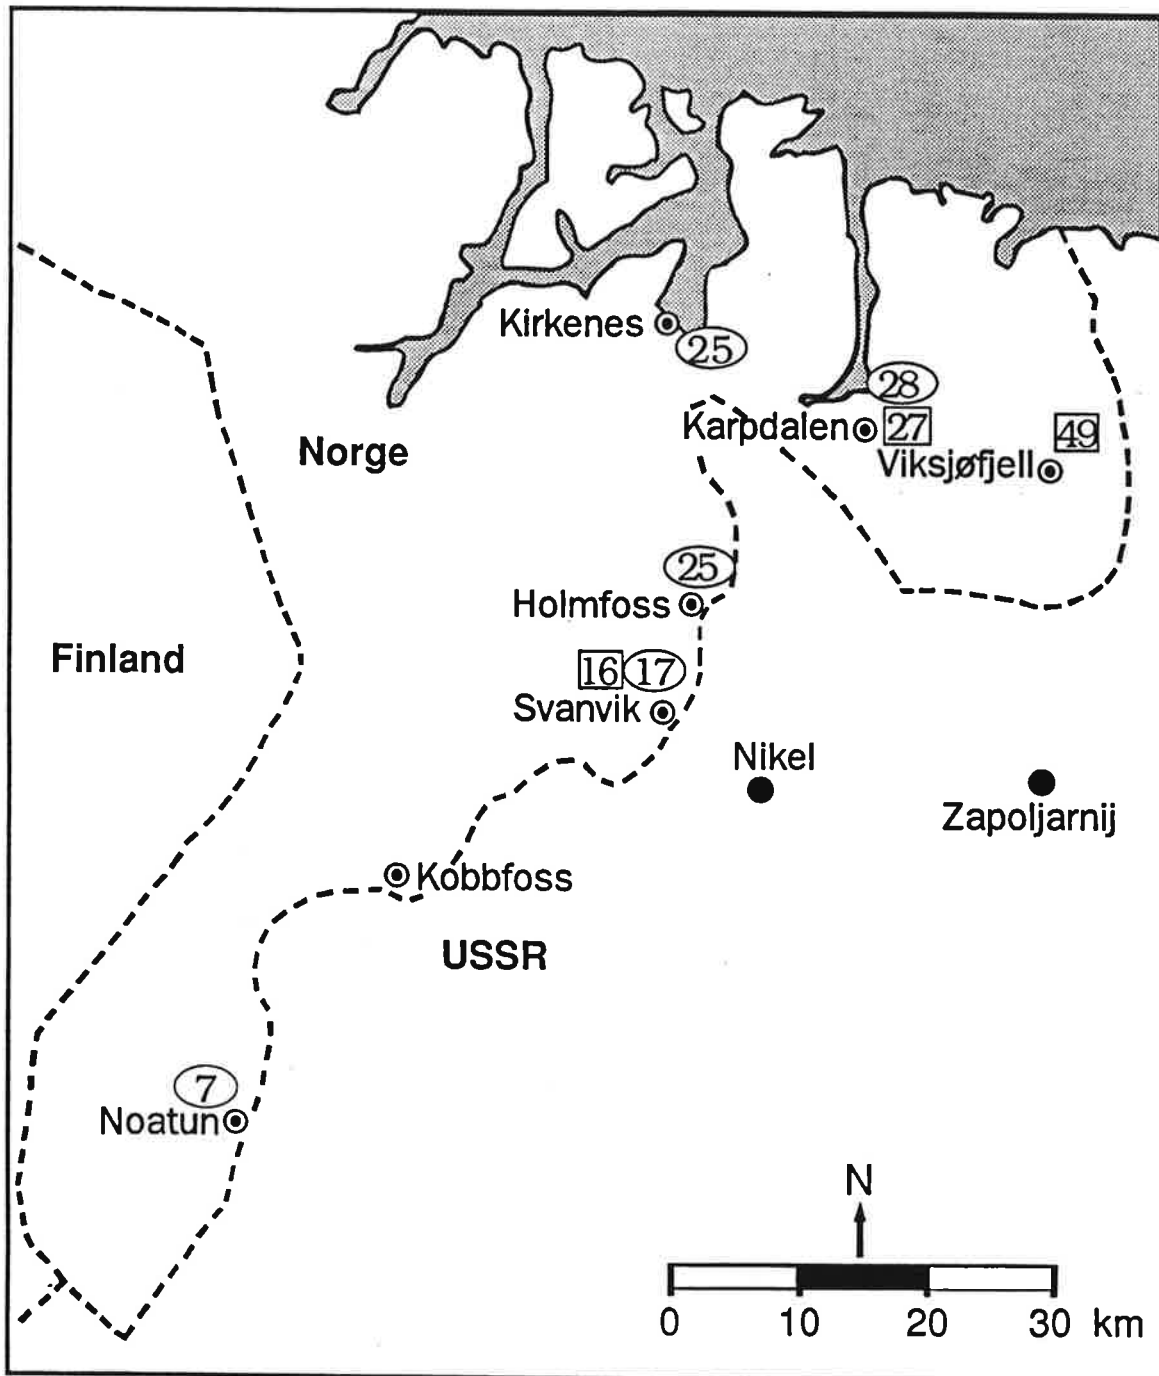 Kirkenes
25
28
Karpdalen 27 49
Norge
Viksjøfjell
25
Holmfoss
Finland
16 17
Svanvik
Nikel
Zapoljarnij
Kobbfoss
USSR
7
Noatun
N
0 10 20 30 km